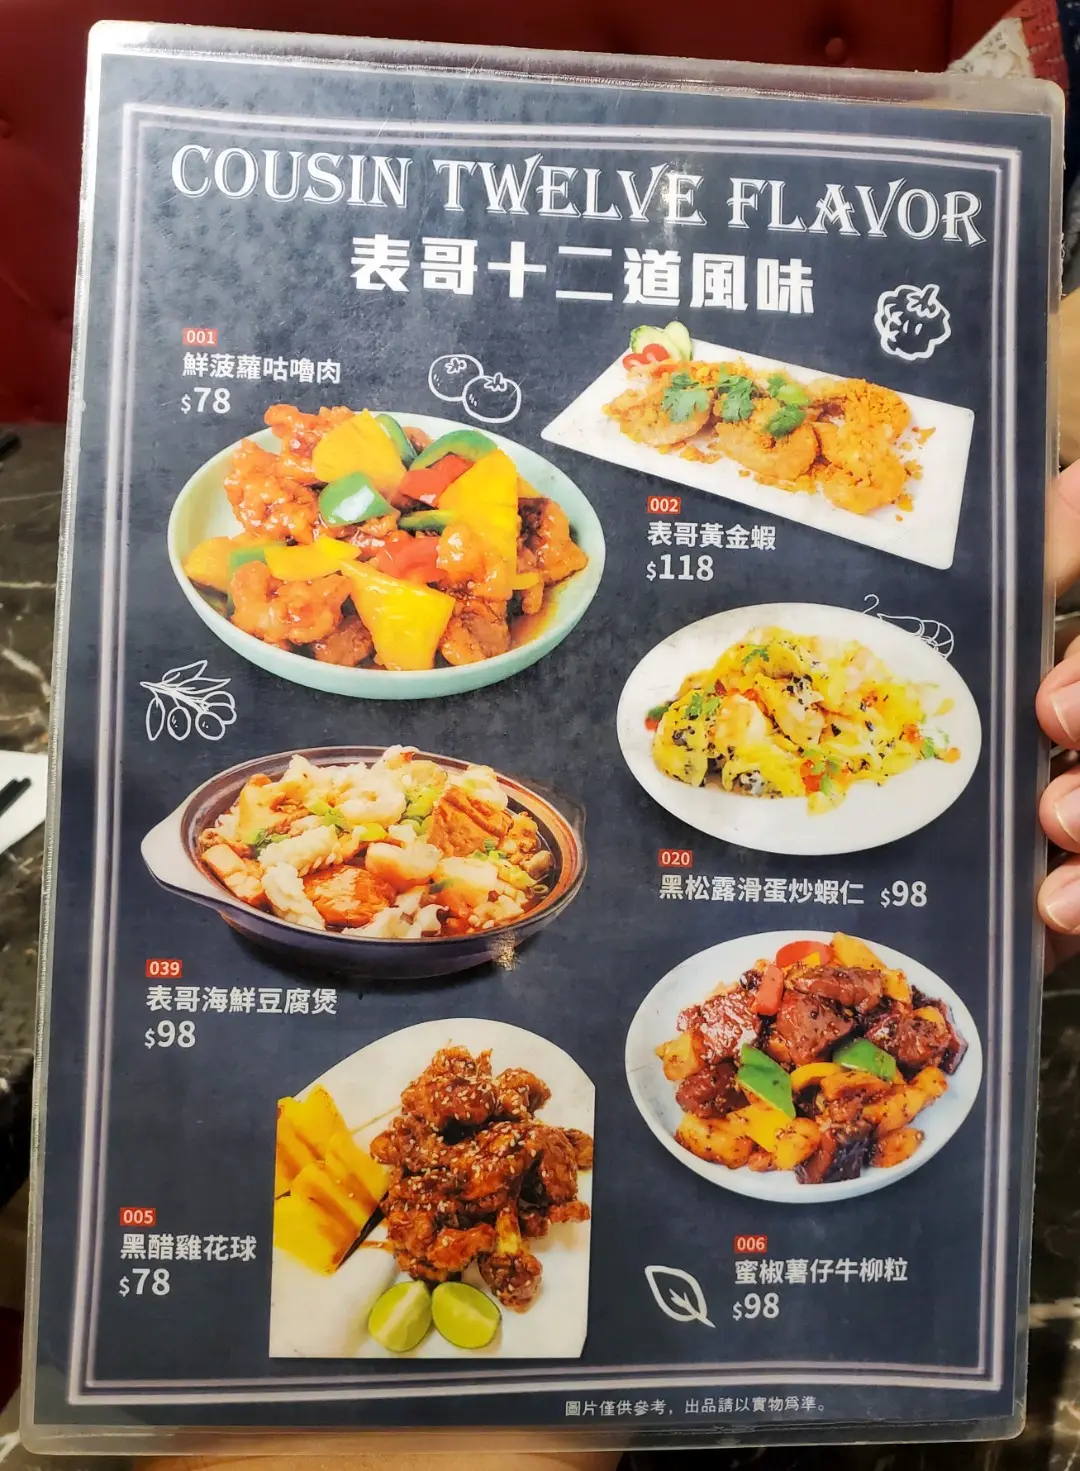 COUSIN TWELVE FLAVOR
表哥十二道風味
001
鮮菠蘿咕嚕肉
$78
002
表哥黃金蝦
$118
020
黑松露滑蛋炒蝦仁 $98
039
表哥海鮮豆腐煲
$98
005
黑醋雞花球
$78
006
蜜椒薯仔牛柳粒
$98
圖片僅供參考，出品請以實物為準。